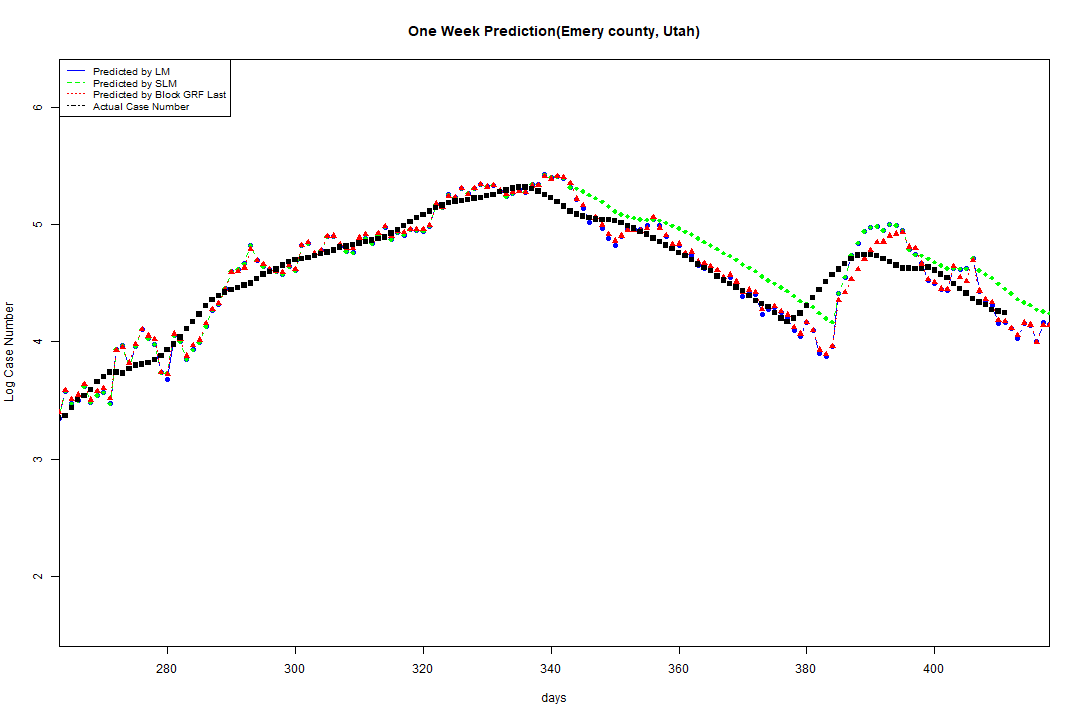 One Week Prediction(Emery county, Utah)
Predicted by LM
Predicted by SLM
Predicted by Block GRF Last
Actual Case Number
6
5
4
3
2
Log Case Number
280 300 320 340 360 380 400
days